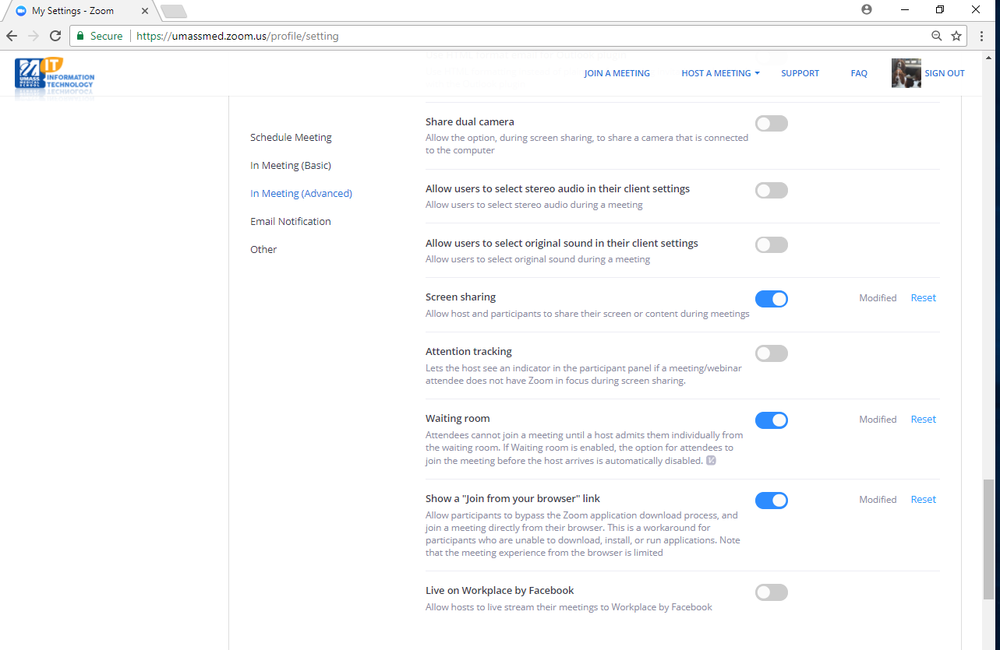 My Settings - Zoom
Secure
https://umassmed.zoom.us/profile/setting
UMASS
MEDICAL
SCHOOL
IT
INFORMATION
TECHNOLOGY
JOIN A MEETING
HOST A MEETING
SUPPORT
FAQ
SIGN OUT
Schedule Meeting
In Meeting (Basic)
In Meeting (Advanced)
Email Notification
Other
Share dual camera
Allow the option, during screen sharing, to share a camera that is connected
to the computer
Allow users to select stereo audio in their client settings
Allow users to select stereo audio during a meeting
Allow users to select original sound in their client settings
Allow users to select original sound during a meeting
Screen sharing
Modified Reset
Allow host and participants to share their screen or content during meetings
Attention tracking
Lets the host see an indicator in the participant panel if a meeting/webinar
attendee does not have Zoom in focus during screen sharing.
Waiting room
Modified Reset
Attendees cannot join a meeting until a host admits them individually from
the waiting room. If Waiting room is enabled, the option for attendees to
join the meeting before the host arrives is automatically disabled.
Show a "Join from your browser" link
Modified Reset
Allow participants to bypass the Zoom application download process, and
join a meeting directly from their browser. This is a workaround for
participants who are unable to download, install, or run applications. Note
that the meeting experience from the browser is limited
Live on Workplace by Facebook
Allow hosts to live stream their meetings to Workplace by Facebook